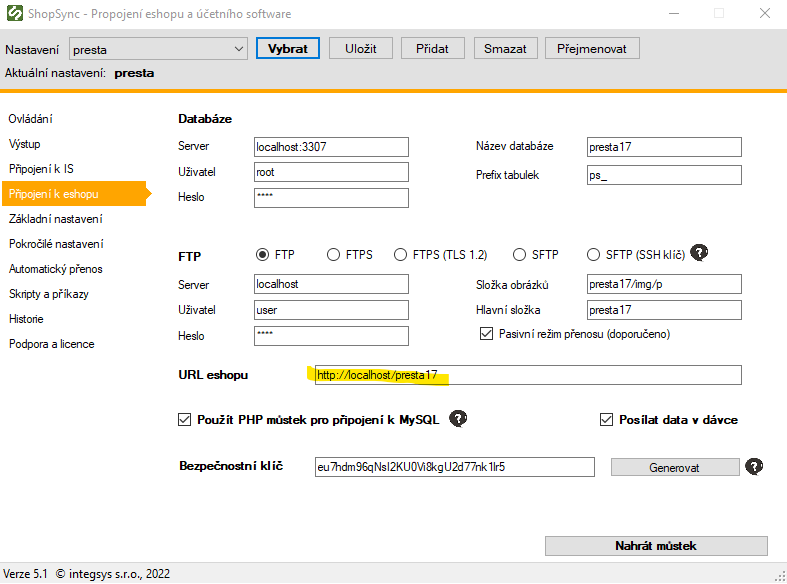 ShopSync - Propojení eshopu a účetního software
Nastavení presta Vybrat Uložit Přidat Smazat Přejmenovat
Aktuální nastavení: presta
Ovládání
Výstup
Připojení k IS
Připojení k eshopu
Základní nastavení
Pokročilé nastavení
Automatický přenos
Skripty a příkazy
Historie
Podpora a licence
Databáze
Server localhost:3307 Název databáze presta17
Uživatel root Prefix tabulek ps_
Heslo ****
FTP FTP FTPS FTPS (TLS 1.2) SFTP SFTP (SSH klíč) ?
Server localhost Složka obrázků presta17/img/p
Uživatel user Hlavní složka presta17
Heslo **** Pasivní režim přenosu (doporučeno)
URL eshopu http://localhost/presta17
Použít PHP můstek pro připojení k MySQL ? Posílat data v dávce
Bezpečnostní klíč Generovat ?
Nahrát můstek
Verze 5.1 © integsys s.r.o., 2022